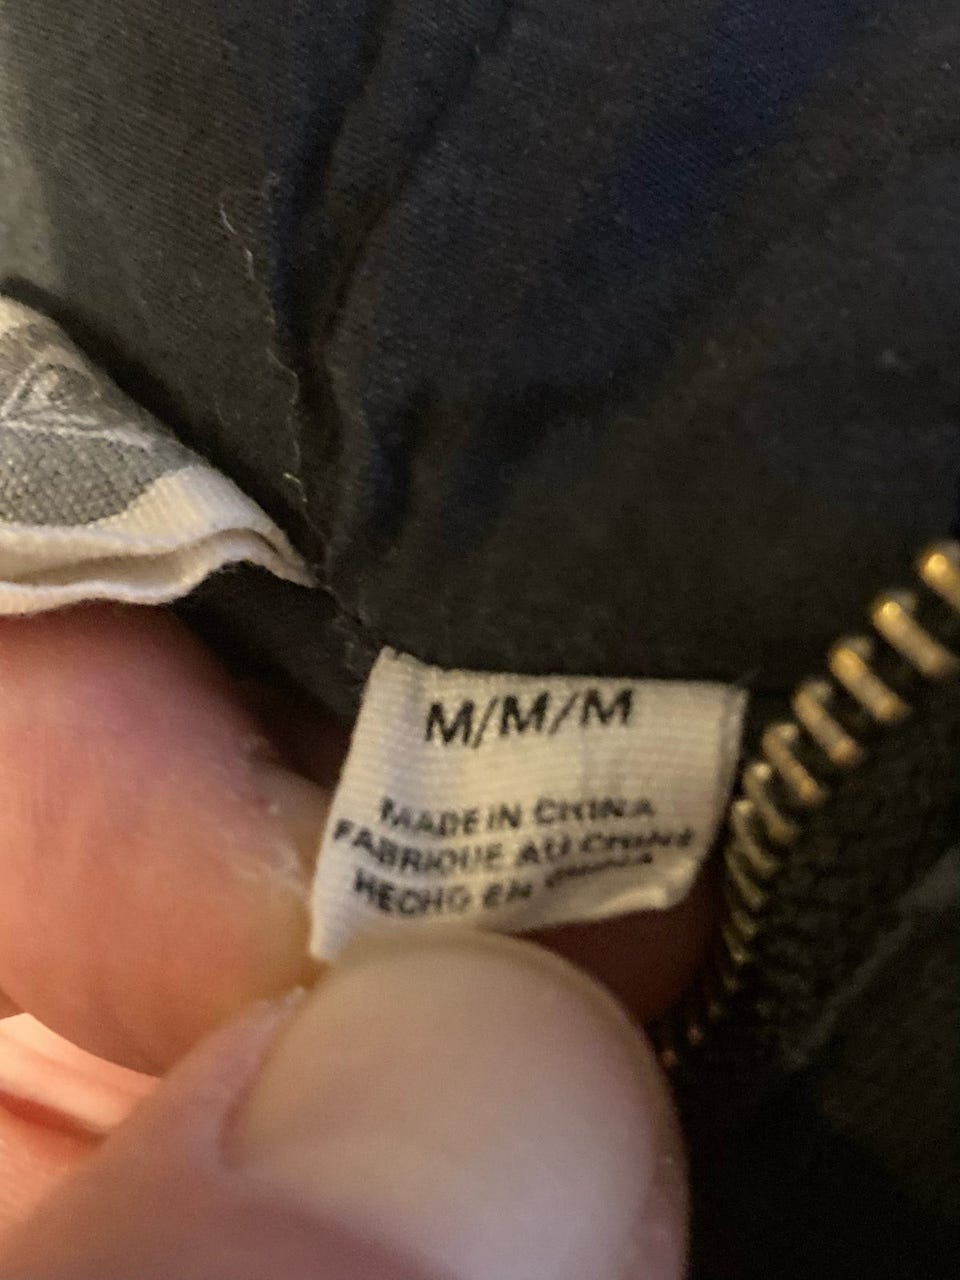 M/M/M
MADE IN CHINA
FABRIQUE AU CHINE
HECHO EN CHINA